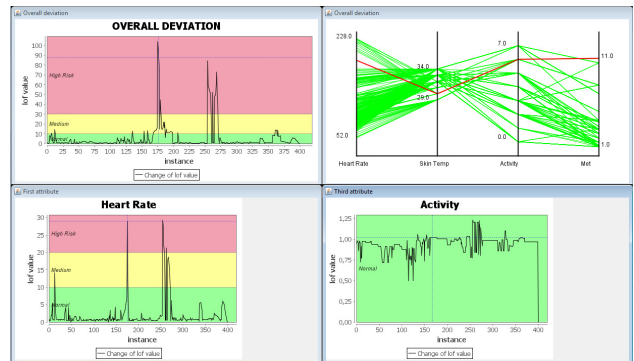 Overall deviation
OVERALL DEVIATION
lof value
100
90
80
70
60
50
40
30
20
10
0
High Risk
Medium
Normal
0 25 50 75 100 125 150 175 200 225 250 275 300 325 350 375 400
instance
Change of lof value
Overall deviation
228.0
52.0
34.0
29.0
7.0
0.0
11.0
1.0
Heart Rate Skin Temp Activity Met
First attribute
Heart Rate
lof value
30
25
20
15
10
5
0
High Risk
Medium
Normal
0 50 100 150 200 250 300 350 400
instance
Change of lof value
Third attribute
Activity
lof value
1,25
1,00
0,75
0,50
0,25
0,00
Normal
0 50 100 150 200 250 300 350 400
instance
Change of lof value